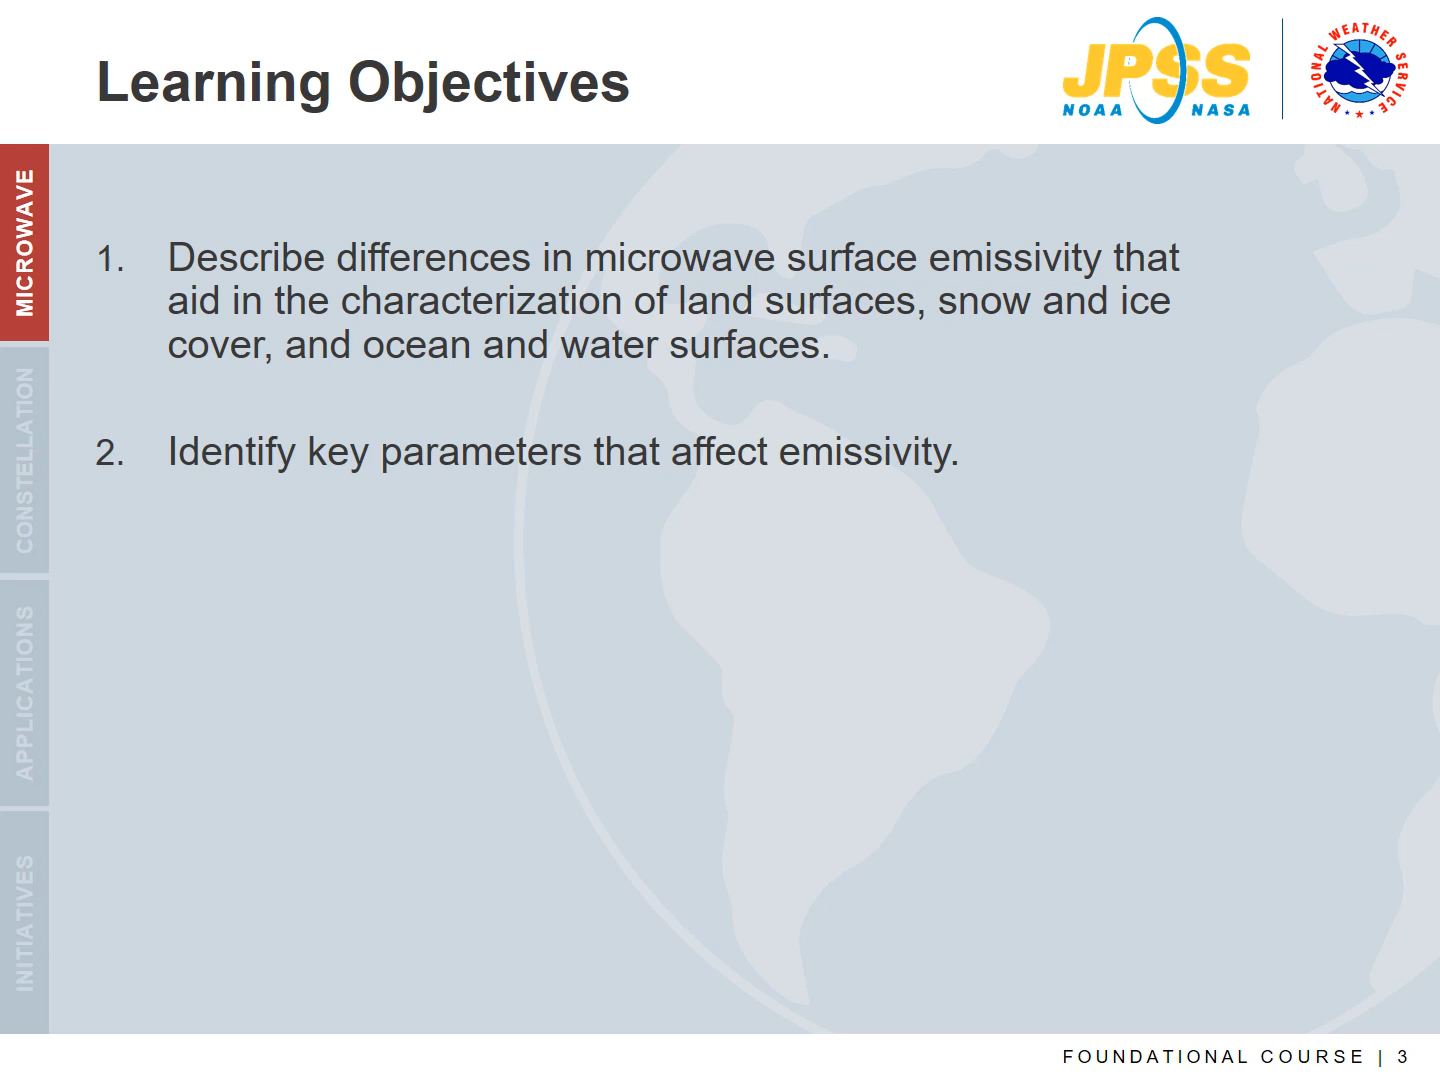 Learning Objectives
JPSS
NOAA NASA
NATIONAL WEATHER SERVICE
MICROWAVE
CONSTELLATION
APPLICATIONS
INITIATIVES
1. Describe differences in microwave surface emissivity that
aid in the characterization of land surfaces, snow and ice
cover, and ocean and water surfaces.
2. Identify key parameters that affect emissivity.
FOUNDATIONAL COURSE | 3